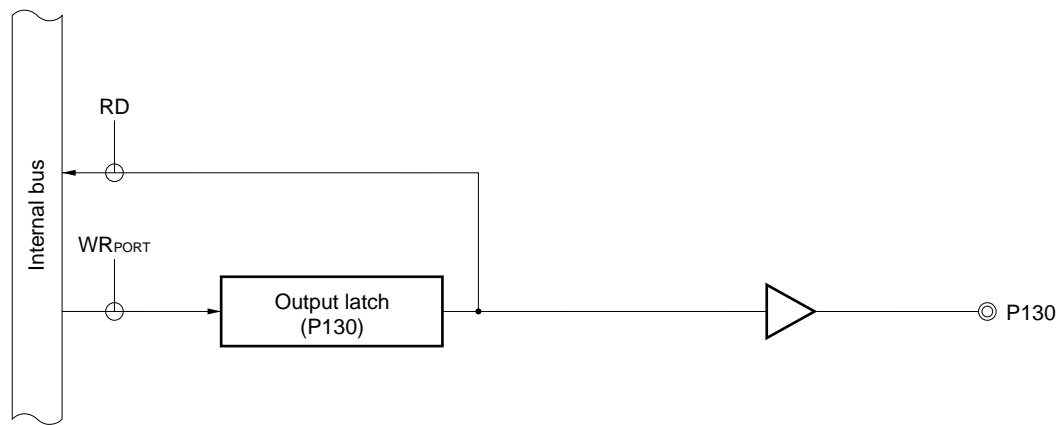 RD
Internal bus
WRPORT
Output latch
(P130)
P130